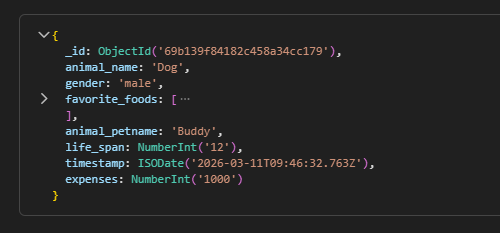 {
_id: ObjectId('69b139f84182c458a34cc179'),
animal_name: 'Dog',
gender: 'male',
favorite_foods: [ ···
],
animal_petname: 'Buddy',
life_span: NumberInt('12'),
timestamp: ISODate('2026-03-11T09:46:32.763Z'),
expenses: NumberInt('1000')
}